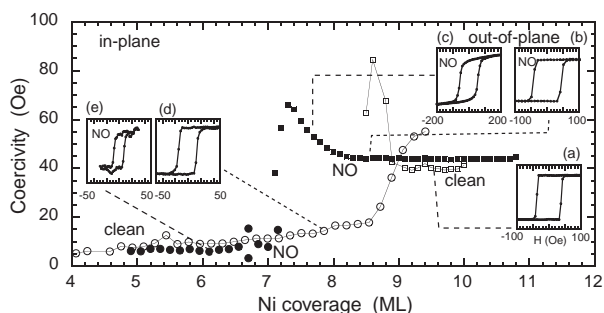 in-plane
out-of-plane
(c)
(b)
NO
NO
-200
200
-100
100
(e)
(d)
NO
-50
50
-50
50
(a)
-100
H (Oe)
100
clean
NO
NO
clean
100
80
60
40
20
0
Coercivity (Oe)
4
5
6
7
8
9
10
11
12
Ni coverage (ML)